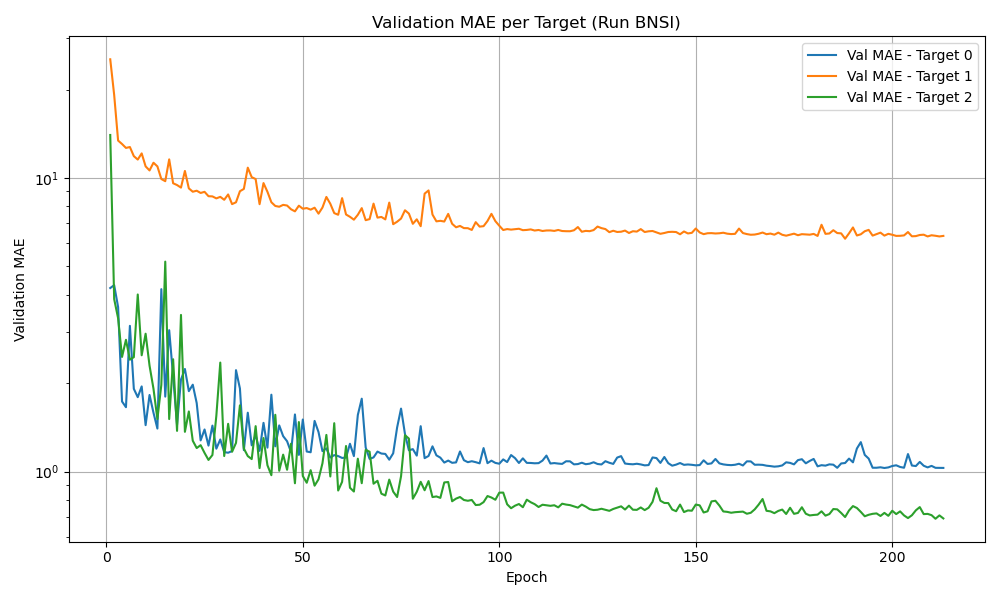 Validation MAE per Target (Run BNSI)
Val MAE - Target 0
Val MAE - Target 1
Val MAE - Target 2
Validation MAE
10¹
10⁰
0
50
100
150
200
Epoch